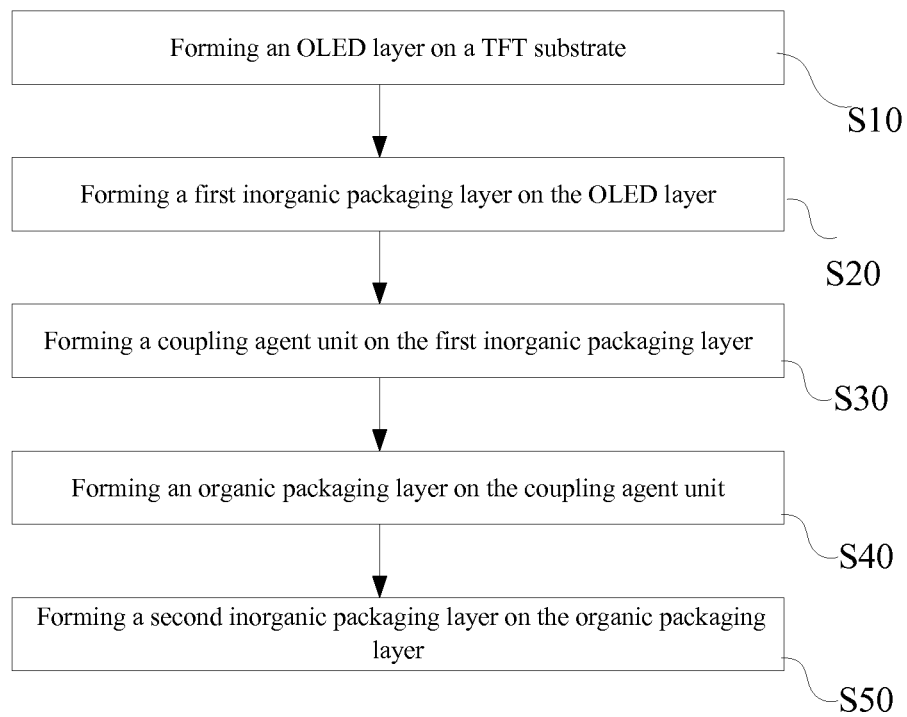 Forming an OLED layer on a TFT substrate
S10
Forming a first inorganic packaging layer on the OLED layer
S20
Forming a coupling agent unit on the first inorganic packaging layer
S30
Forming an organic packaging layer on the coupling agent unit
S40
Forming a second inorganic packaging layer on the organic packaging
layer
S50